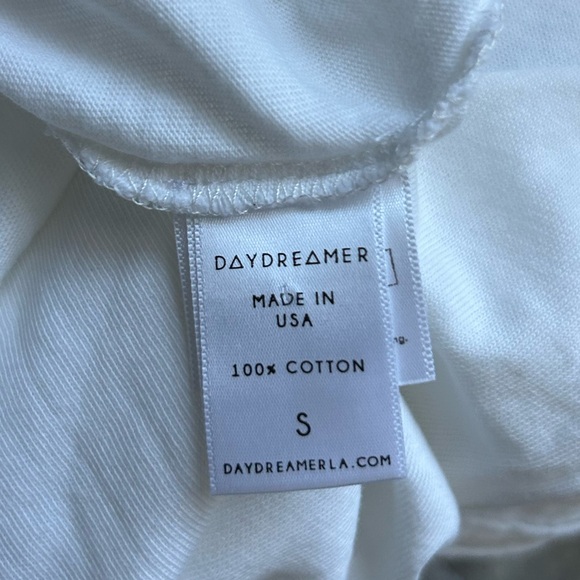 DAYDREAMER
MADE IN
USA
100% COTTON
S
DAYDREAMERLA.COM